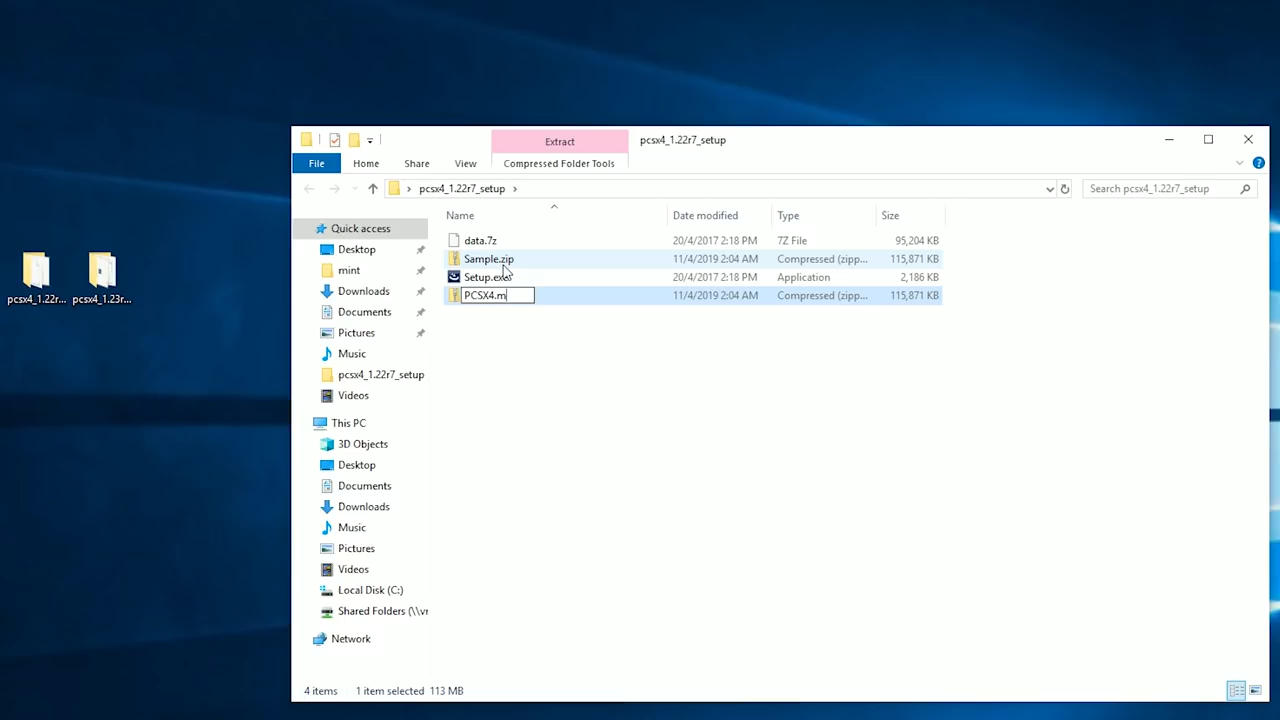 Extract
pcsx4_1.22r7_setup
File
Home
Share
View
Compressed Folder Tools
pcsx4_1.22r7_setup
Search pcsx4_1.22r7_setup
Name
Date modified
Type
Size
Quick access
Desktop
mint
Downloads
Documents
Pictures
Music
pcsx4_1.22r7_setup
Videos
This PC
3D Objects
Desktop
Documents
Downloads
Music
Pictures
Videos
Local Disk (C:)
Shared Folders (\\vr
Network
data.7z 20/4/2017 2:18 PM 7Z File 95,204 KB
Sample.zip 11/4/2019 2:04 AM Compressed (zipp... 115,871 KB
Setup.exe 20/4/2017 2:18 PM Application 2,186 KB
PCSX4.m 11/4/2019 2:04 AM Compressed (zipp... 115,871 KB
pcsx4_1.22r... pcsx4_1.23r...
4 items 1 item selected 113 MB